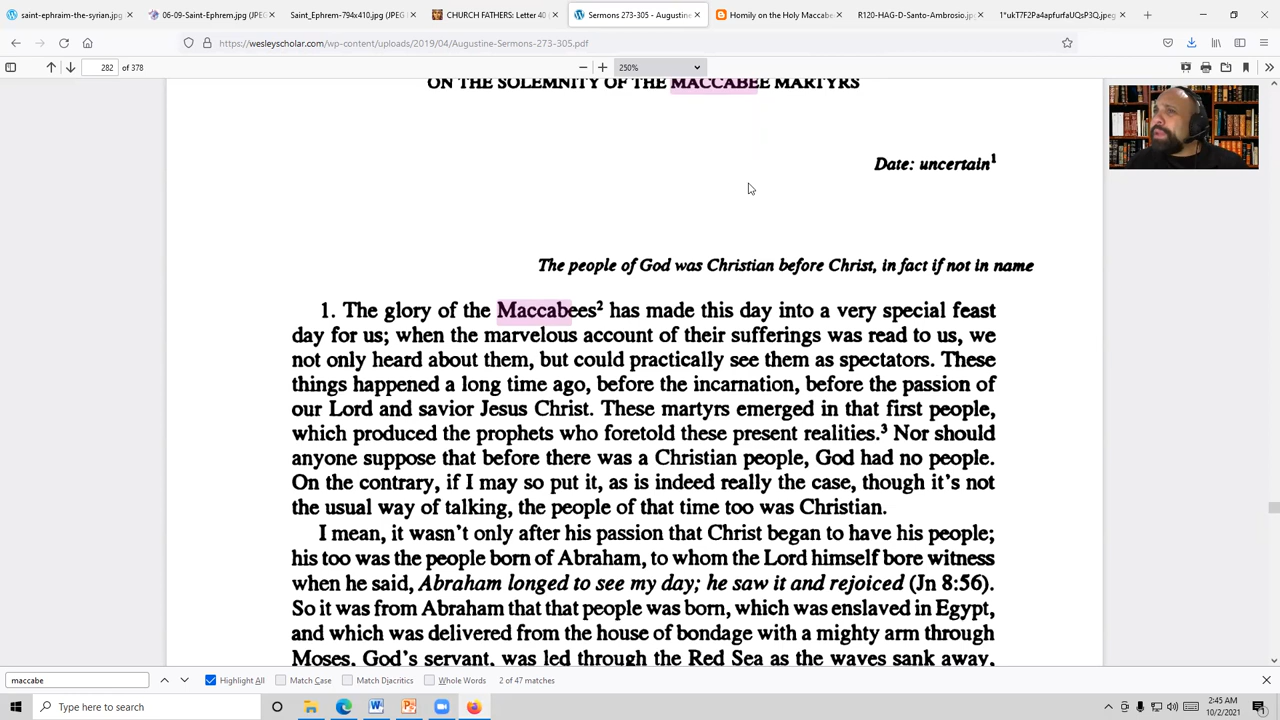 saint-ephraim-the-syrian.jp
06-09-Saint-Ephrem.jpg (JPEG
Saint_Ephrem-794x410.jpg (JPEG I
CHURCH FATHERS: Letter 40 (
Sermons 273-305 - Augustine
Homily on the Holy Maccabe
R120-HAG-D-Santo-Ambrosio.jpg
1*ukT7F2Pa4apfurfaUQsP3Q.jpeg
https://wesleyscholar.com/wp-content/uploads/2019/04/Augustine-Sermons-273-305.pdf
282 of 378
250%
ON THE SOLEMNITY OF THE MACCABEE MARTYRS
Date: uncertain1
The people of God was Christian before Christ, in fact if not in name
1. The glory of the Maccabees2 has made this day into a very special feast
day for us; when the marvelous account of their sufferings was read to us, we
not only heard about them, but could practically see them as spectators. These
things happened a long time ago, before the incarnation, before the passion of
our Lord and savior Jesus Christ. These martyrs emerged in that first people,
which produced the prophets who foretold these present realities.3 Nor should
anyone suppose that before there was a Christian people, God had no people.
On the contrary, if I may so put it, as is indeed really the case, though it's not
the usual way of talking, the people of that time too was Christian.
I mean, it wasn't only after his passion that Christ began to have his people;
his too was the people born of Abraham, to whom the Lord himself bore witness
when he said, Abraham longed to see my day; he saw it and rejoiced (Jn 8:56).
So it was from Abraham that that people was born, which was enslaved in Egypt,
and which was delivered from the house of bondage with a mighty arm through
Moses, God's servant, was led through the Red Sea as the waves sank away,
maccabe
Highlight All
Match Case
Match Diacritics
Whole Words
2 of 47 matches
Type here to search
2:45 AM
10/2/2021